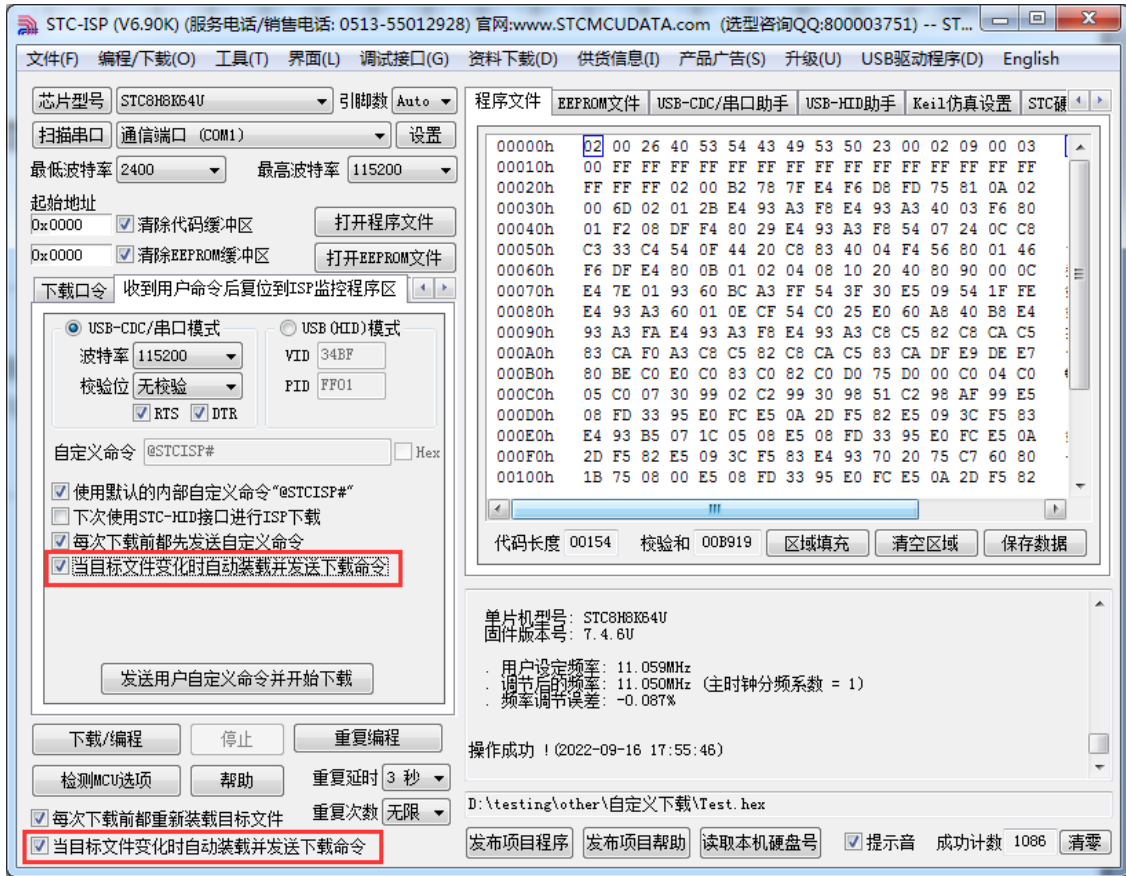 STC-ISP (V6.90K) (服务电话/销售电话: 0513-55012928) 官网:www.STCMCUDATA.com (选型咨询QQ:800003751) -- ST...
文件(F) 编程/下载(O) 工具(T) 界面(L) 调试接口(G) 资料下载(D) 供货信息(I) 产品广告(S) 升级(U) USB驱动程序(D) English
芯片型号 STC8H8K64U 引脚数 Auto
扫描串口 通信端口 (COM1) 设置
最低波特率 2400 最高波特率 115200
起始地址
0x0000 清除代码缓冲区 打开程序文件
0x0000 清除EEPROM缓冲区 打开EEPROM文件
下载口令 收到用户命令后复位到ISP监控程序区
USB-CDC/串口模式 USB(HID)模式
波特率 115200 VID 34BF
校验位 无校验 PID FF01
RTS DTR
自定义命令 @STCISP# Hex
使用默认的内部自定义命令"@STCISP#"
下次使用STC-HID接口进行ISP下载
每次下载前都先发送自定义命令
当目标文件变化时自动装载并发送下载命令
发送用户自定义命令并开始下载
下载/编程 停止 重复编程
检测MCU选项 帮助 重复延时 3 秒
每次下载前都重新装载目标文件 重复次数 无限
当目标文件变化时自动装载并发送下载命令
程序文件 EEPROM文件 USB-CDC/串口助手 USB-HID助手 Keil仿真设置 STC硬
00000h 02 00 26 40 53 54 43 49 53 50 23 00 02 09 00 03
00010h 00 FF FF FF FF FF FF FF FF FF FF FF FF FF FF FF
00020h FF FF FF 02 00 B2 78 7F E4 F6 D8 FD 75 81 0A 02
00030h 00 6D 02 01 2B E4 93 A3 F8 E4 93 A3 40 03 F6 80
00040h 01 F2 08 DF F4 80 29 E4 93 A3 F8 54 07 24 0C C8
00050h C3 33 C4 54 0F 44 20 C8 83 40 04 F4 56 80 01 46
00060h F6 DF E4 80 0B 01 02 04 08 10 20 40 80 90 00 0C
00070h E4 7E 01 93 60 BC A3 FF 54 3F 30 E5 09 54 1F FE
00080h E4 93 A3 60 01 0E CF 54 C0 25 E0 60 A8 40 B8 E4
00090h 93 A3 FA E4 93 A3 F8 E4 93 A3 C8 C5 82 C8 CA C5
000A0h 83 CA F0 A3 C8 C5 82 C8 CA C5 83 CA DF E9 DE E7
000B0h 80 BE C0 E0 C0 83 C0 82 C0 D0 75 D0 00 C0 04 C0
000C0h 05 C0 07 30 99 02 C2 99 30 98 51 C2 98 AF 99 E5
000D0h 08 FD 33 95 E0 FC E5 0A 2D F5 82 E5 09 3C F5 83
000E0h E4 93 B5 07 1C 05 08 E5 08 FD 33 95 E0 FC E5 0A
000F0h 2D F5 82 E5 09 3C F5 83 E4 93 70 20 75 C7 60 80
00100h 1B 75 08 00 E5 08 FD 33 95 E0 FC E5 0A 2D F5 82
代码长度 00154 校验和 00B919 区域填充 清空区域 保存数据
单片机型号: STC8H8K64U
固件版本号: 7.4.6U
. 用户设定频率: 11.059MHz
. 调节后的频率: 11.050MHz (主时钟分频系数 = 1)
. 频率调节误差: -0.087%
操作成功 !(2022-09-16 17:55:46)
D:\testing\other\自定义下载\Test.hex
发布项目程序 发布项目帮助 读取本机硬盘号 提示音 成功计数 1086 清零